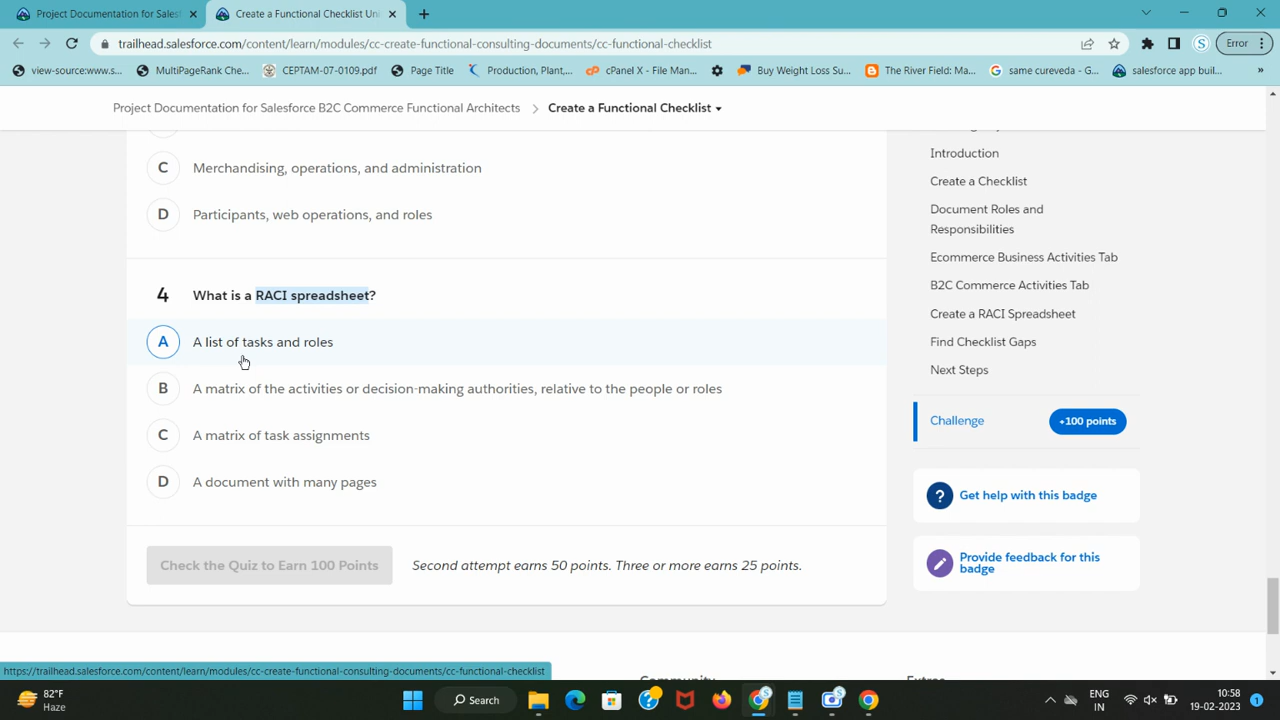 Project Documentation for Sales
Create a Functional Checklist Uni
trailhead.salesforce.com/content/learn/modules/cc-create-functional-consulting-documents/cc-functional-checklist
Error
view-source:www.s...
MultiPageRank Che...
CEPTAM-07-0109.pdf
Page Title
Production, Plant,...
cPanel X - File Man...
Buy Weight Loss Su...
The River Field: Ma...
same cureveda - G...
salesforce app buil...
»
Project Documentation for Salesforce B2C Commerce Functional Architects
Create a Functional Checklist
C Merchandising, operations, and administration
D Participants, web operations, and roles
4 What is a RACI spreadsheet?
A A list of tasks and roles
B A matrix of the activities or decision-making authorities, relative to the people or roles
C A matrix of task assignments
D A document with many pages
Check the Quiz to Earn 100 Points
Second attempt earns 50 points. Three or more earns 25 points.
Introduction
Create a Checklist
Document Roles and
Responsibilities
Ecommerce Business Activities Tab
B2C Commerce Activities Tab
Create a RACI Spreadsheet
Find Checklist Gaps
Next Steps
Challenge
+100 points
Get help with this badge
Provide feedback for this
badge
Community
Extras
https://trailhead.salesforce.com/content/learn/modules/cc-create-functional-consulting-documents/cc-functional-checklist
82°F
Haze
Search
ENG
IN
10:58
19-02-2023
1